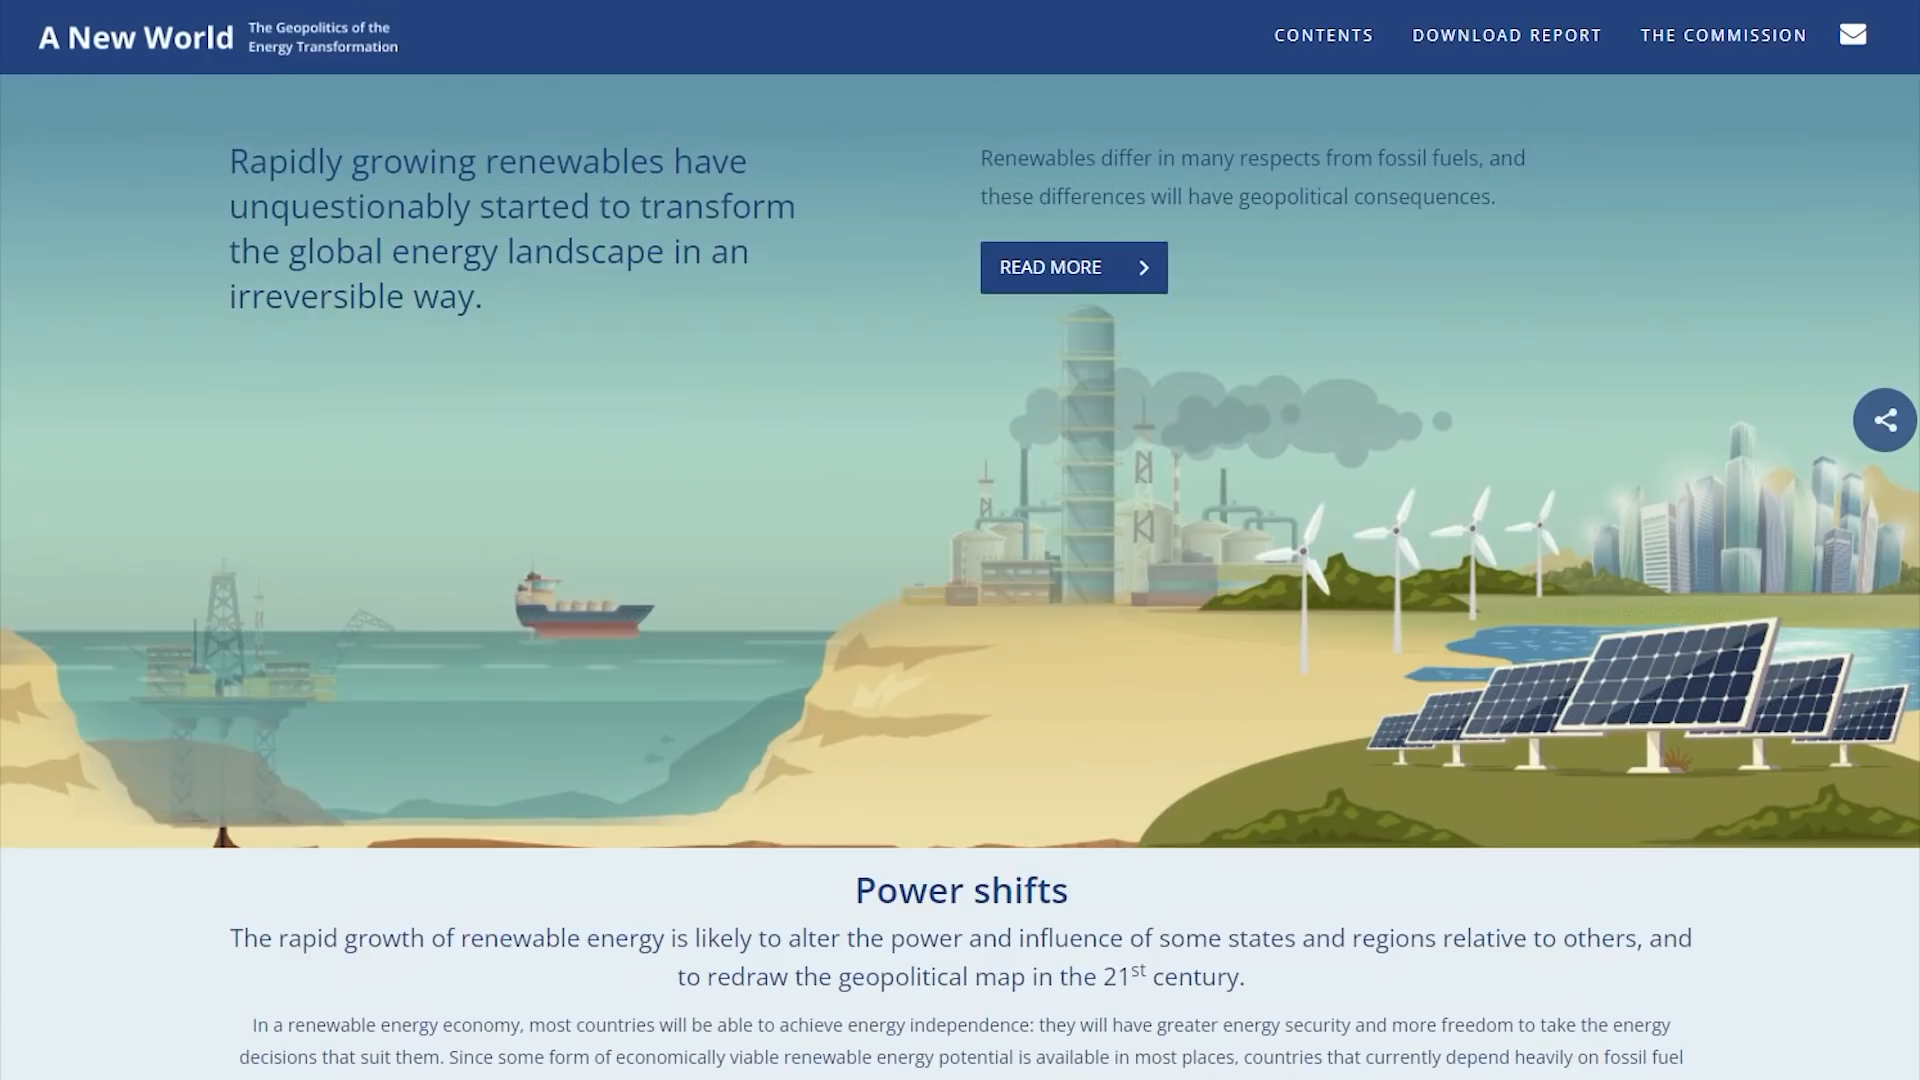 A New World
The Geopolitics of the
Energy Transformation
CONTENTS
DOWNLOAD REPORT
THE COMMISSION
Rapidly growing renewables have
unquestionably started to transform
the global energy landscape in an
irreversible way.
Renewables differ in many respects from fossil fuels, and
these differences will have geopolitical consequences.
READ MORE
Power shifts
The rapid growth of renewable energy is likely to alter the power and influence of some states and regions relative to others, and
to redraw the geopolitical map in the 21st century.
In a renewable energy economy, most countries will be able to achieve energy independence: they will have greater energy security and more freedom to take the energy
decisions that suit them. Since some form of economically viable renewable energy potential is available in most places, countries that currently depend heavily on fossil fuel